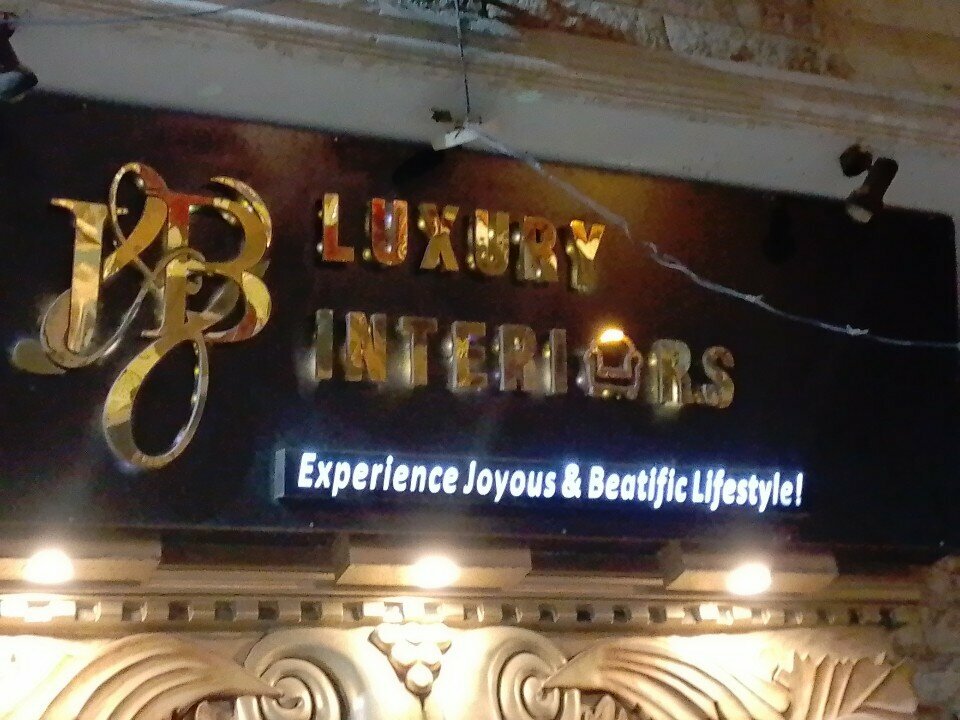 LUXURY
INTERIORS
Experience Joyous & Beatific Lifestyle!